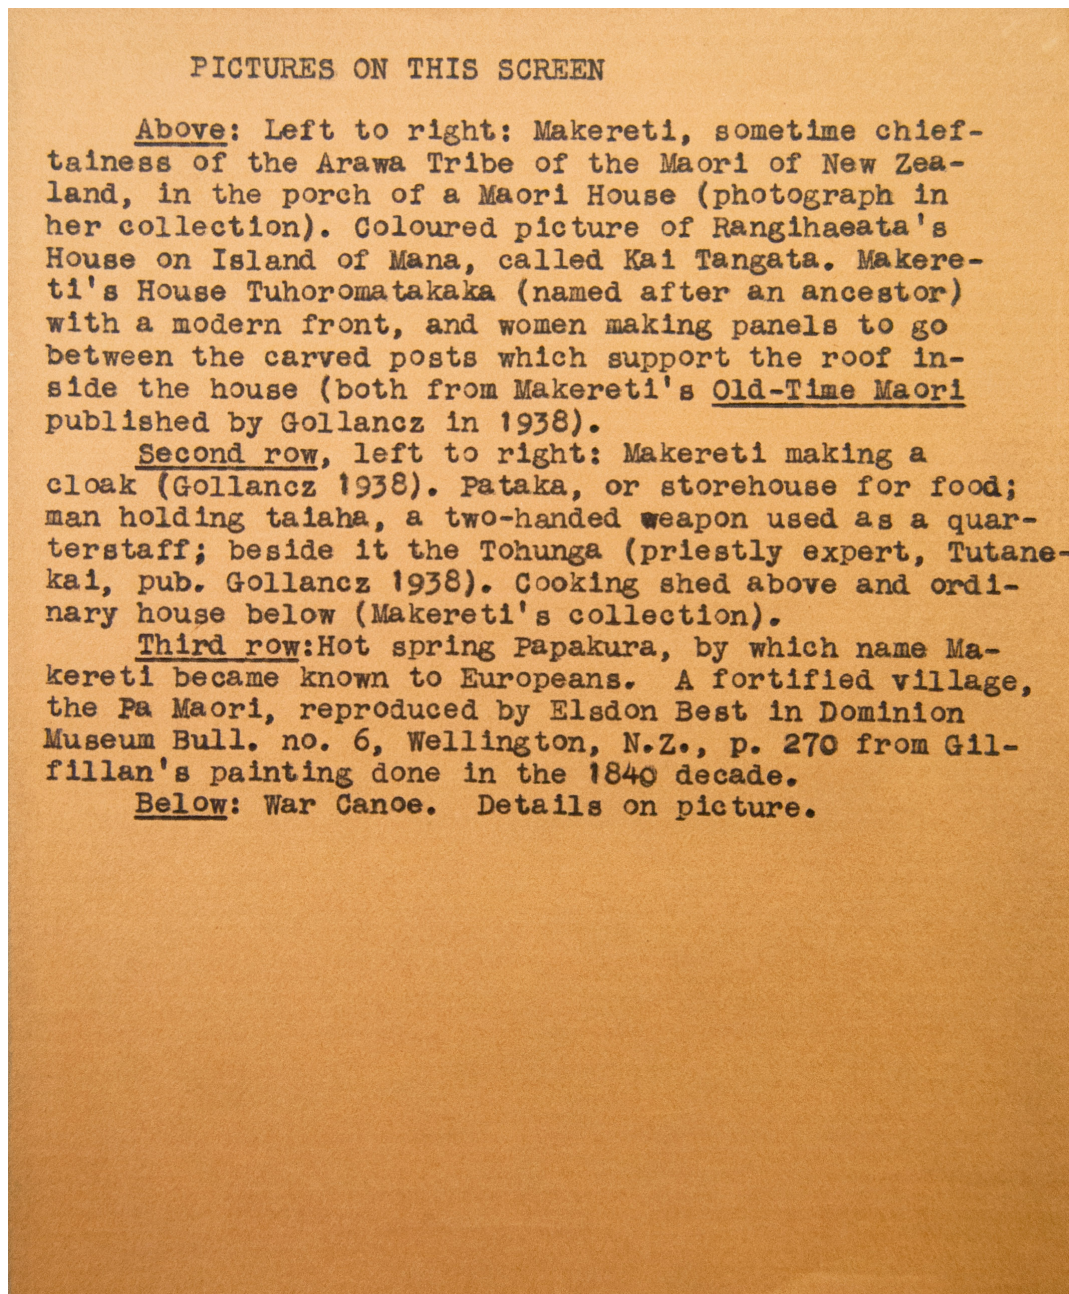 PICTURES ON THIS SCREEN
Above: Left to right: Makereti, sometime chief-
tainess of the Arawa Tribe of the Maori of New Zea-
land, in the porch of a Maori House (photograph in
her collection). Coloured picture of Rangihaeata's
House on Island of Mana, called Kai Tangata. Makere-
ti's House Tuhoromatakaka (named after an ancestor)
with a modern front, and women making panels to go
between the carved posts which support the roof in-
side the house (both from Makereti's Old-Time Maori
published by Gollancz in 1938).
Second row, left to right: Makereti making a
cloak (Gollancz 1938). Pataka, or storehouse for food;
man holding taiaha, a two-handed weapon used as a quar-
terstaff; beside it the Tohunga (priestly expert, Tutane-
kai, pub. Gollancz 1938). Cooking shed above and ordi-
nary house below (Makereti's collection).
Third row:Hot spring Papakura, by which name Ma-
kereti became known to Europeans. A fortified village,
the Pa Maori, reproduced by Elsdon Best in Dominion
Museum Bull. no. 6, Wellington, N.Z., p. 270 from Gil-
fillan's painting done in the 1840 decade.
Below: War Canoe. Details on picture.